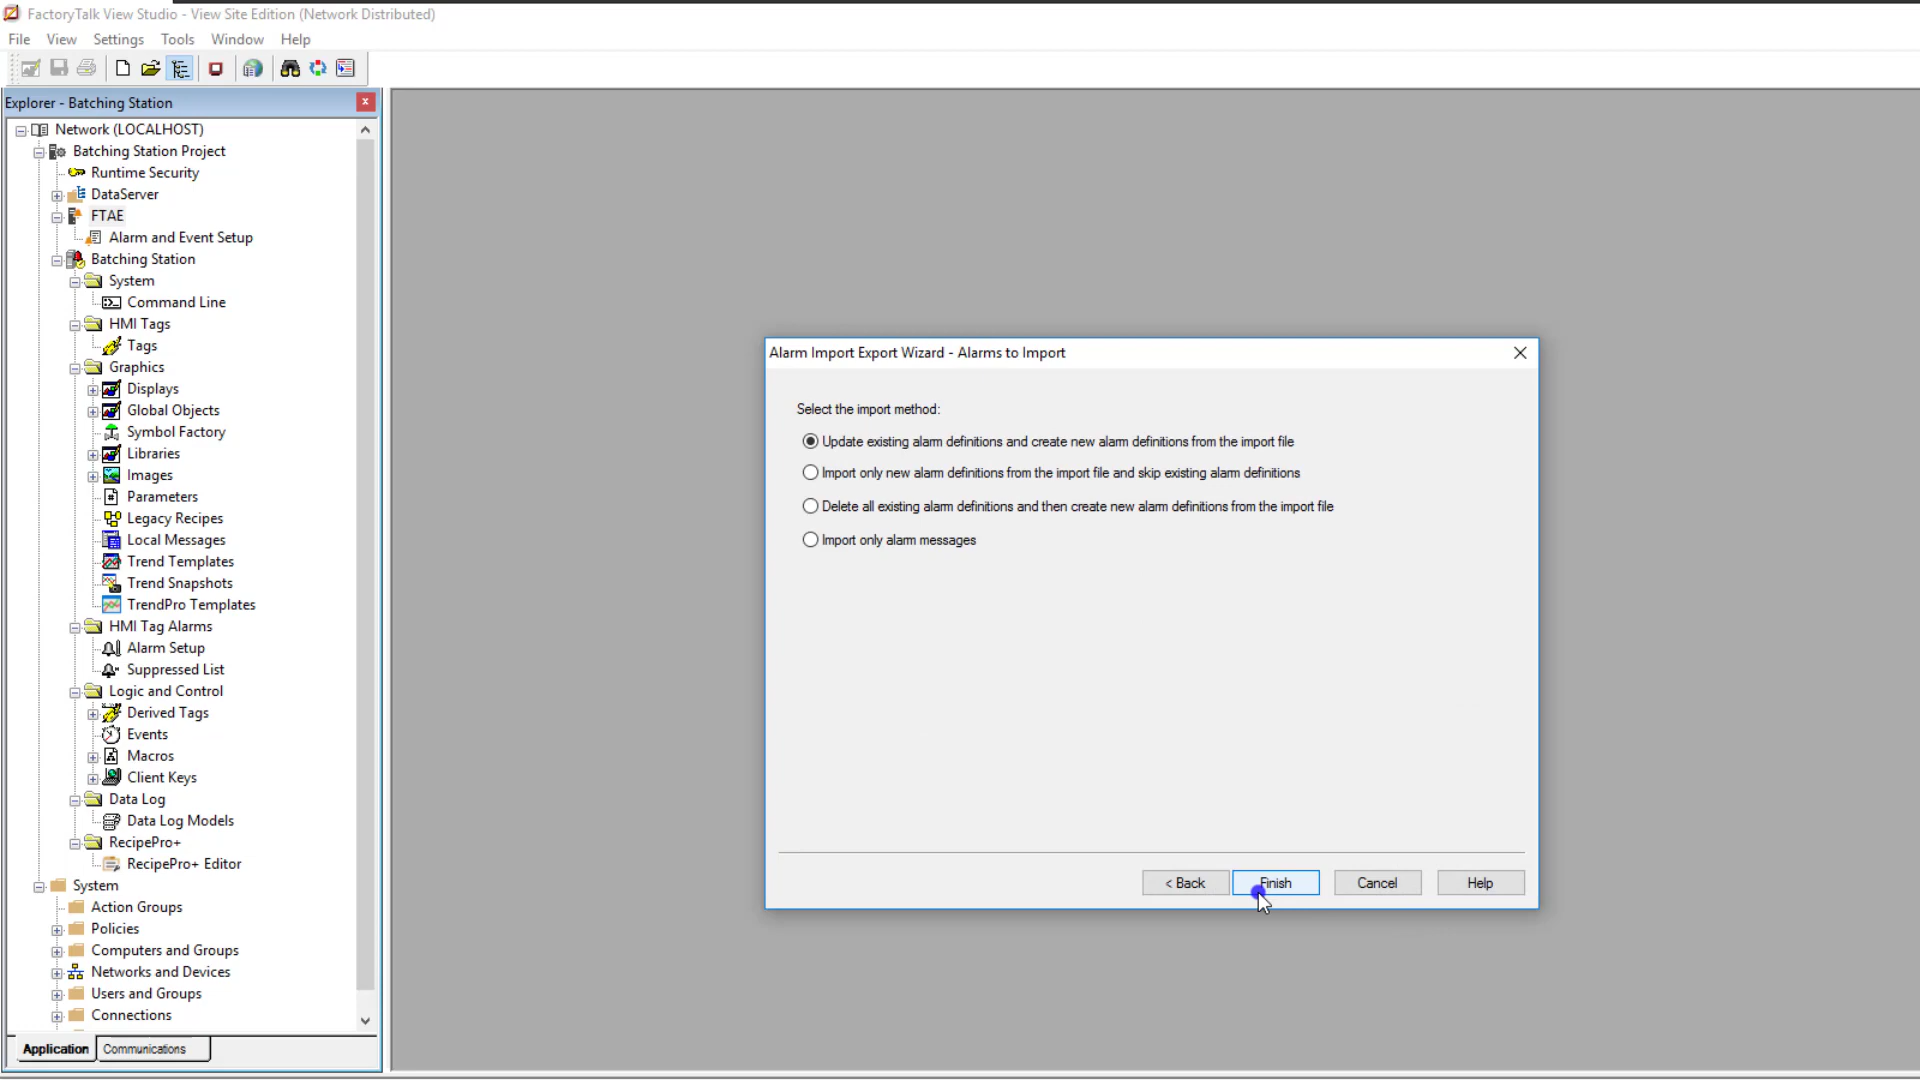 FactoryTalk View Studio - View Site Edition (Network Distributed)
File View Settings Tools Window Help
Explorer - Batching Station
Network (LOCALHOST)
Batching Station Project
Runtime Security
DataServer
FTAE
Alarm and Event Setup
Batching Station
System
Command Line
HMI Tags
Tags
Graphics
Displays
Global Objects
Symbol Factory
Libraries
Images
Parameters
Legacy Recipes
Local Messages
Trend Templates
Trend Snapshots
TrendPro Templates
HMI Tag Alarms
Alarm Setup
Suppressed List
Logic and Control
Derived Tags
Events
Macros
Client Keys
Data Log
Data Log Models
RecipePro+
RecipePro+ Editor
System
Action Groups
Policies
Computers and Groups
Networks and Devices
Users and Groups
Connections
Application Communications
Alarm Import Export Wizard - Alarms to Import
Select the import method:
Update existing alarm definitions and create new alarm definitions from the import file
Import only new alarm definitions from the import file and skip existing alarm definitions
Delete all existing alarm definitions and then create new alarm definitions from the import file
Import only alarm messages
< Back Finish Cancel Help